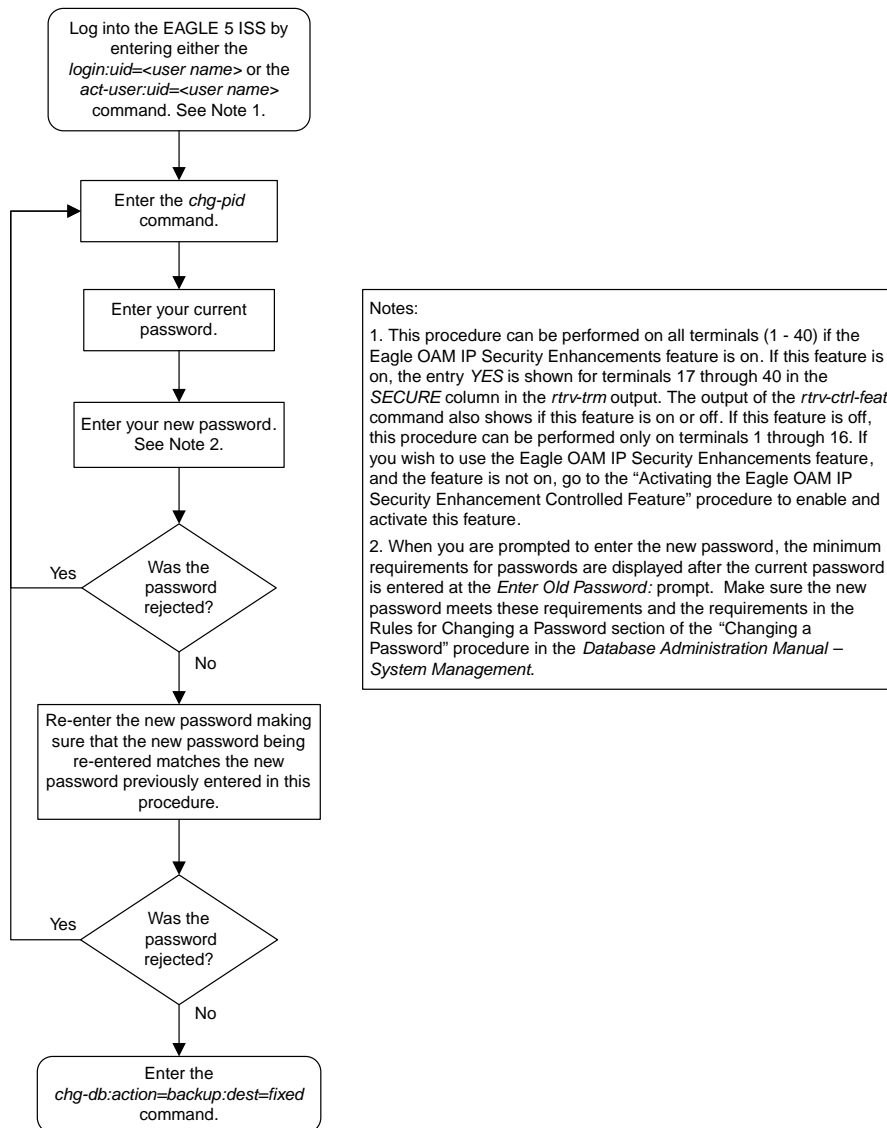 Log into the EAGLE 5 ISS by
entering either the
login:uid=<user name> or the
act-user:uid=<user name>
command. See Note 1.
Enter the chg-pid
command.
Enter your current
password.
Enter your new password.
See Note 2.
Yes
Was the
password
rejected?
No
Re-enter the new password making
sure that the new password being
re-entered matches the new
password previously entered in this
procedure.
Yes
Was the
password
rejected?
No
Enter the
chg-db:action=backup:dest=fixed
command.
Notes:
1. This procedure can be performed on all terminals (1 - 40) if the
Eagle OAM IP Security Enhancements feature is on. If this feature is
on, the entry YES is shown for terminals 17 through 40 in the
SECURE column in the rtrv-trm output. The output of the rtrv-ctrl-feat
command also shows if this feature is on or off. If this feature is off,
this procedure can be performed only on terminals 1 through 16. If
you wish to use the Eagle OAM IP Security Enhancements feature,
and the feature is not on, go to the “Activating the Eagle OAM IP
Security Enhancement Controlled Feature” procedure to enable and
activate this feature.
2. When you are prompted to enter the new password, the minimum
requirements for passwords are displayed after the current password
is entered at the Enter Old Password: prompt. Make sure the new
password meets these requirements and the requirements in the
Rules for Changing a Password section of the “Changing a
Password” procedure in the Database Administration Manual –
System Management.